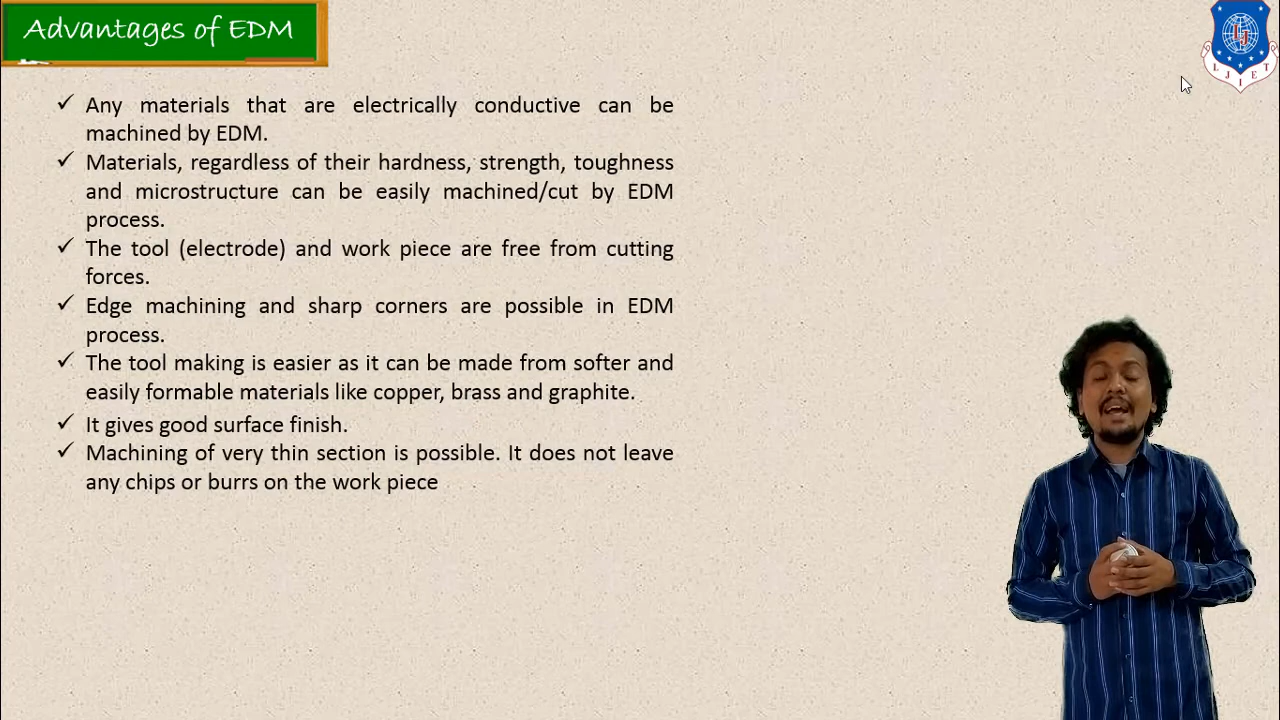 Advantages of EDM
✓ Any materials that are electrically conductive can be
machined by EDM.
✓ Materials, regardless of their hardness, strength, toughness
and microstructure can be easily machined/cut by EDM
process.
✓ The tool (electrode) and work piece are free from cutting
forces.
✓ Edge machining and sharp corners are possible in EDM
process.
✓ The tool making is easier as it can be made from softer and
easily formable materials like copper, brass and graphite.
✓ It gives good surface finish.
✓ Machining of very thin section is possible. It does not leave
any chips or burrs on the work piece
LJ
LJIET